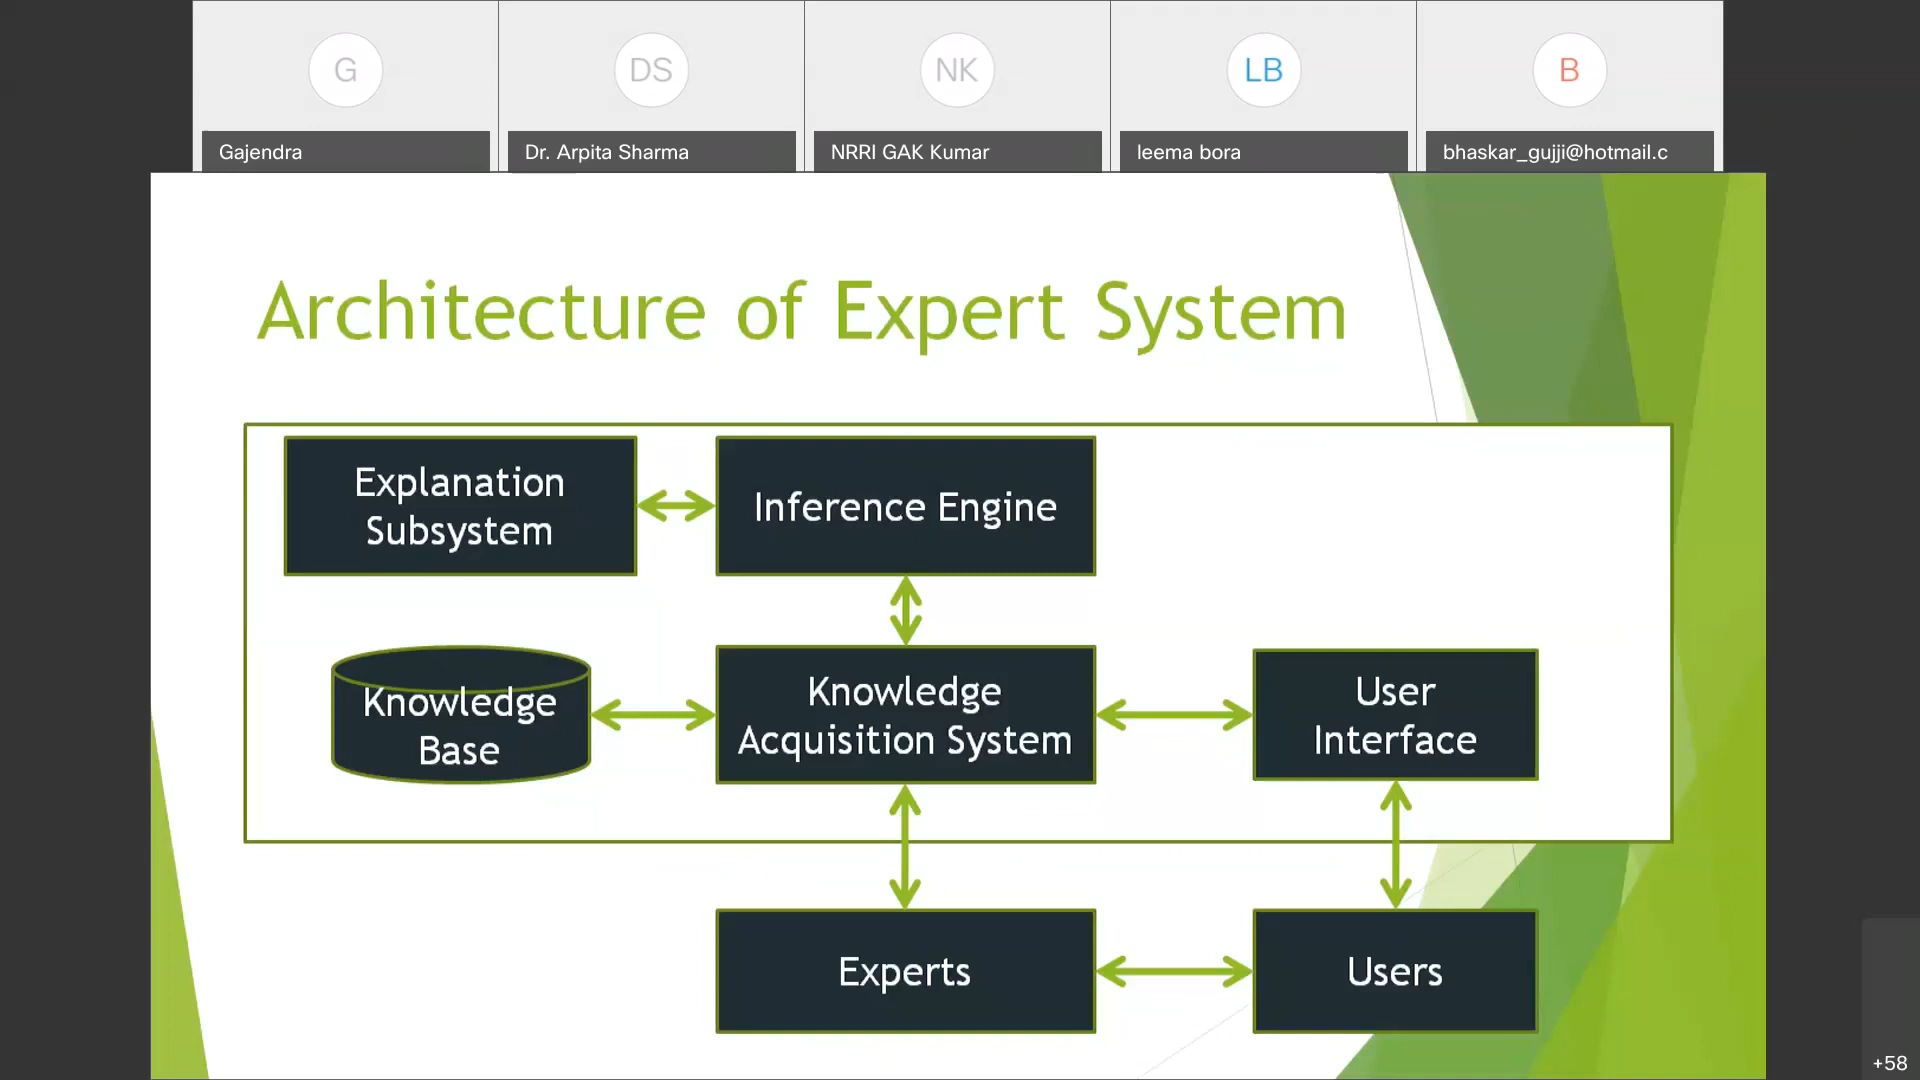 G
DS
NK
LB
B
Gajendra
Dr. Arpita Sharma
NRRI GAK Kumar
leema bora
bhaskar_gujji@hotmail.c
Architecture of Expert System
Explanation
Subsystem
Inference Engine
Knowledge
Base
Knowledge
Acquisition System
User
Interface
Experts
Users
+58